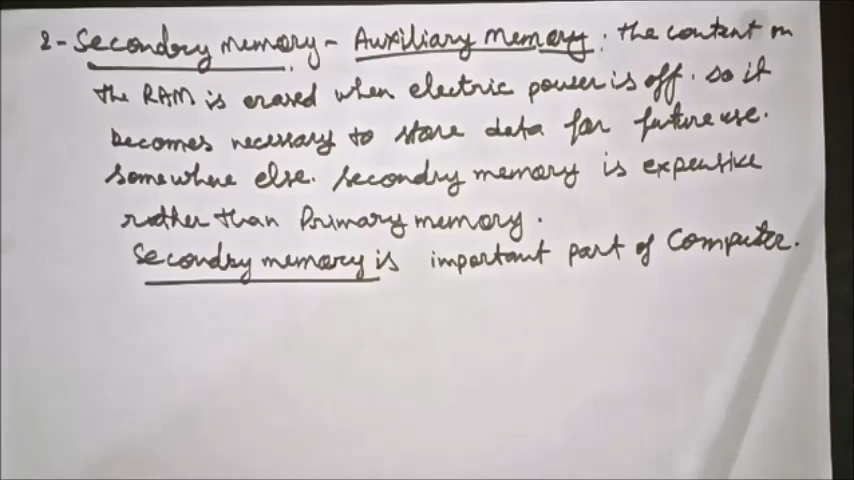 2- Secondry memory - Auxiliary Memory : the content on
the RAM is erased when electric power is off. so it
becomes necessary to store data for future use.
somewhere else. secondry memory is expensive
rather than Primary memory.
Secondry memory is important part of Computer.